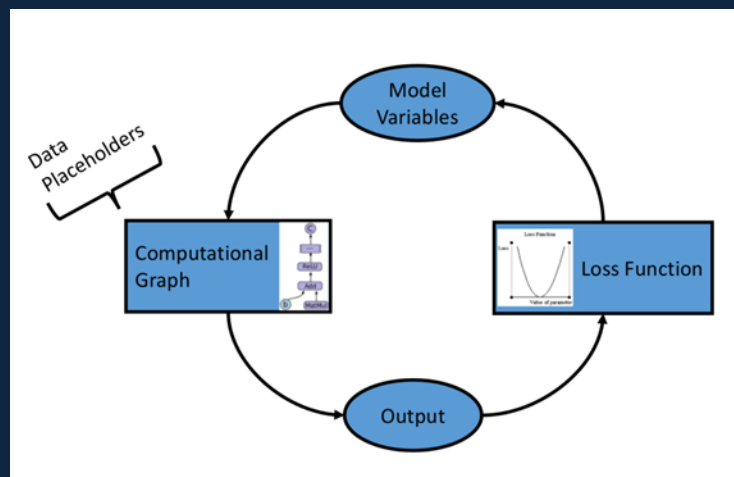 Model
Variables
Data
Placeholders
Computational
Graph
C
...
ReLU
Add
b
MatMul
Loss Function
Loss
Value of parameter
Loss Function
Output